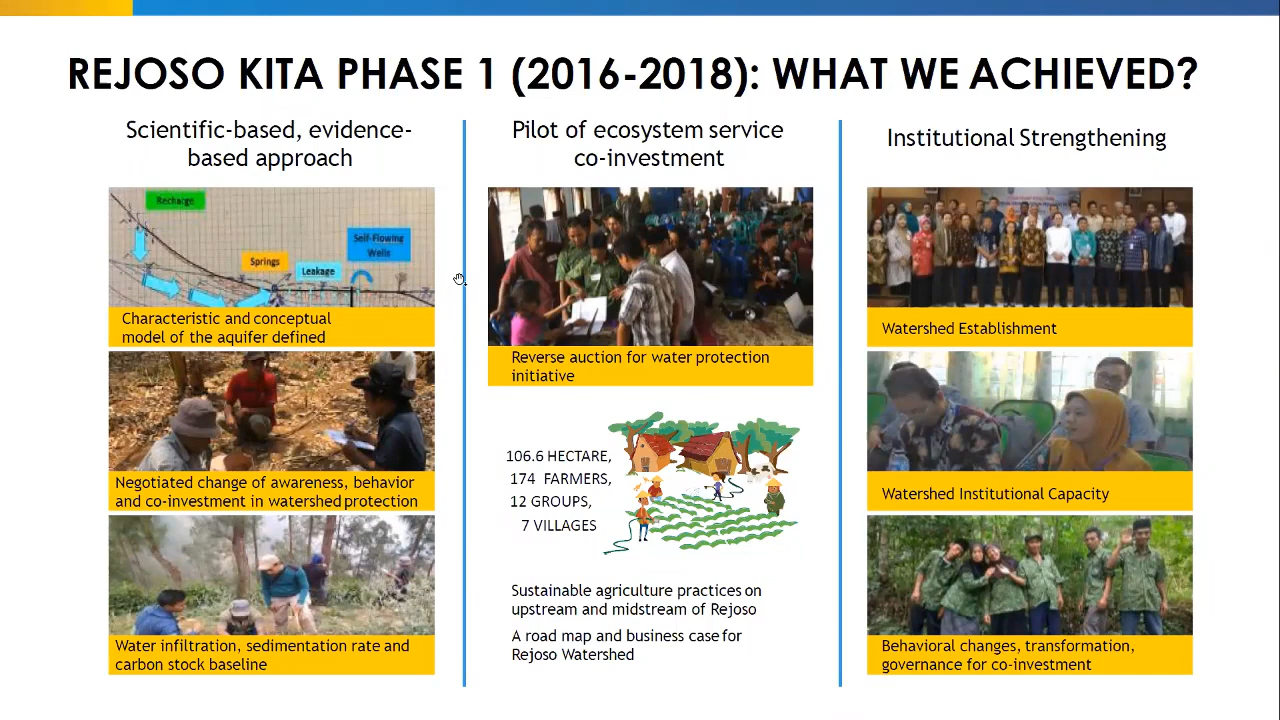 REJOSO KITA PHASE 1 (2016-2018): WHAT WE ACHIEVED?
Scientific-based, evidence-
based approach
Recharge
Springs
Leakage
Self-Flowing
Wells
Characteristic and conceptual
model of the aquifer defined
Negotiated change of awareness, behavior
and co-investment in watershed protection
Water infiltration, sedimentation rate and
carbon stock baseline
Pilot of ecosystem service
co-investment
Reverse auction for water protection
initiative
106.6 HECTARE,
174 FARMERS,
12 GROUPS,
7 VILLAGES
Sustainable agriculture practices on
upstream and midstream of Rejoso
A road map and business case for
Rejoso Watershed
Institutional Strengthening
Watershed Establishment
Watershed Institutional Capacity
Behavioral changes, transformation,
governance for co-investment